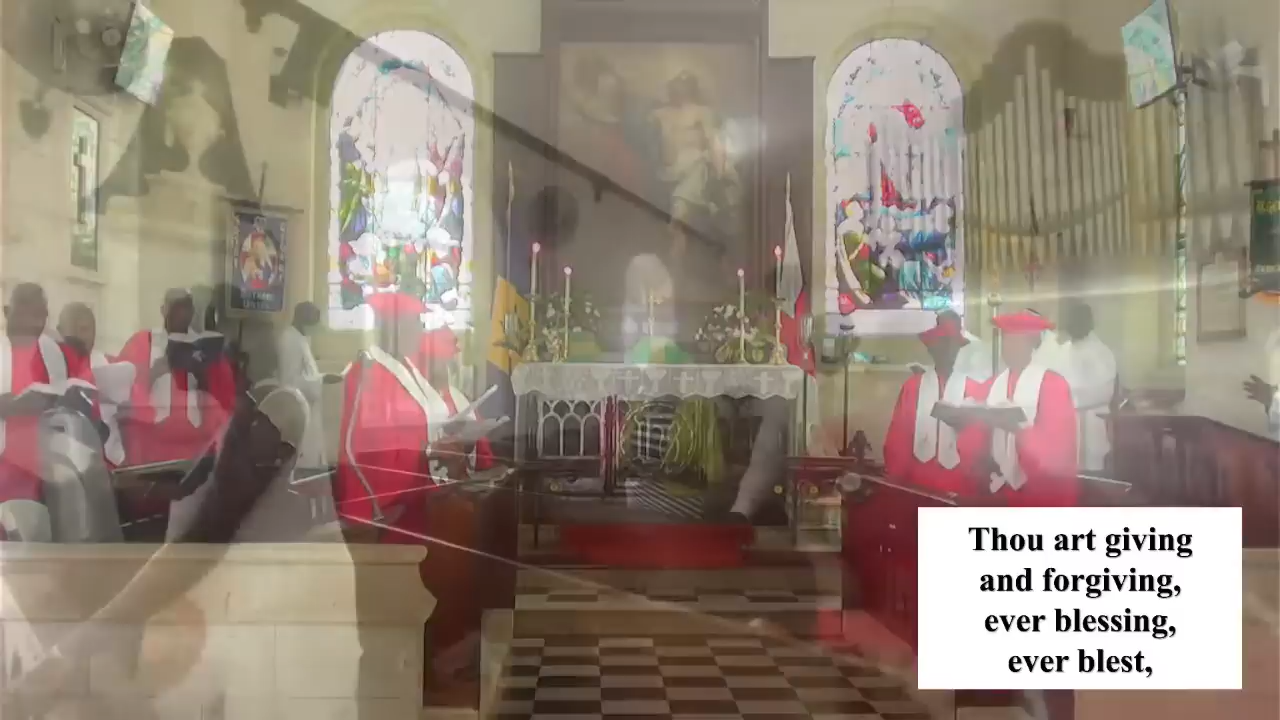 Thou art giving
and forgiving,
ever blessing,
ever blest,